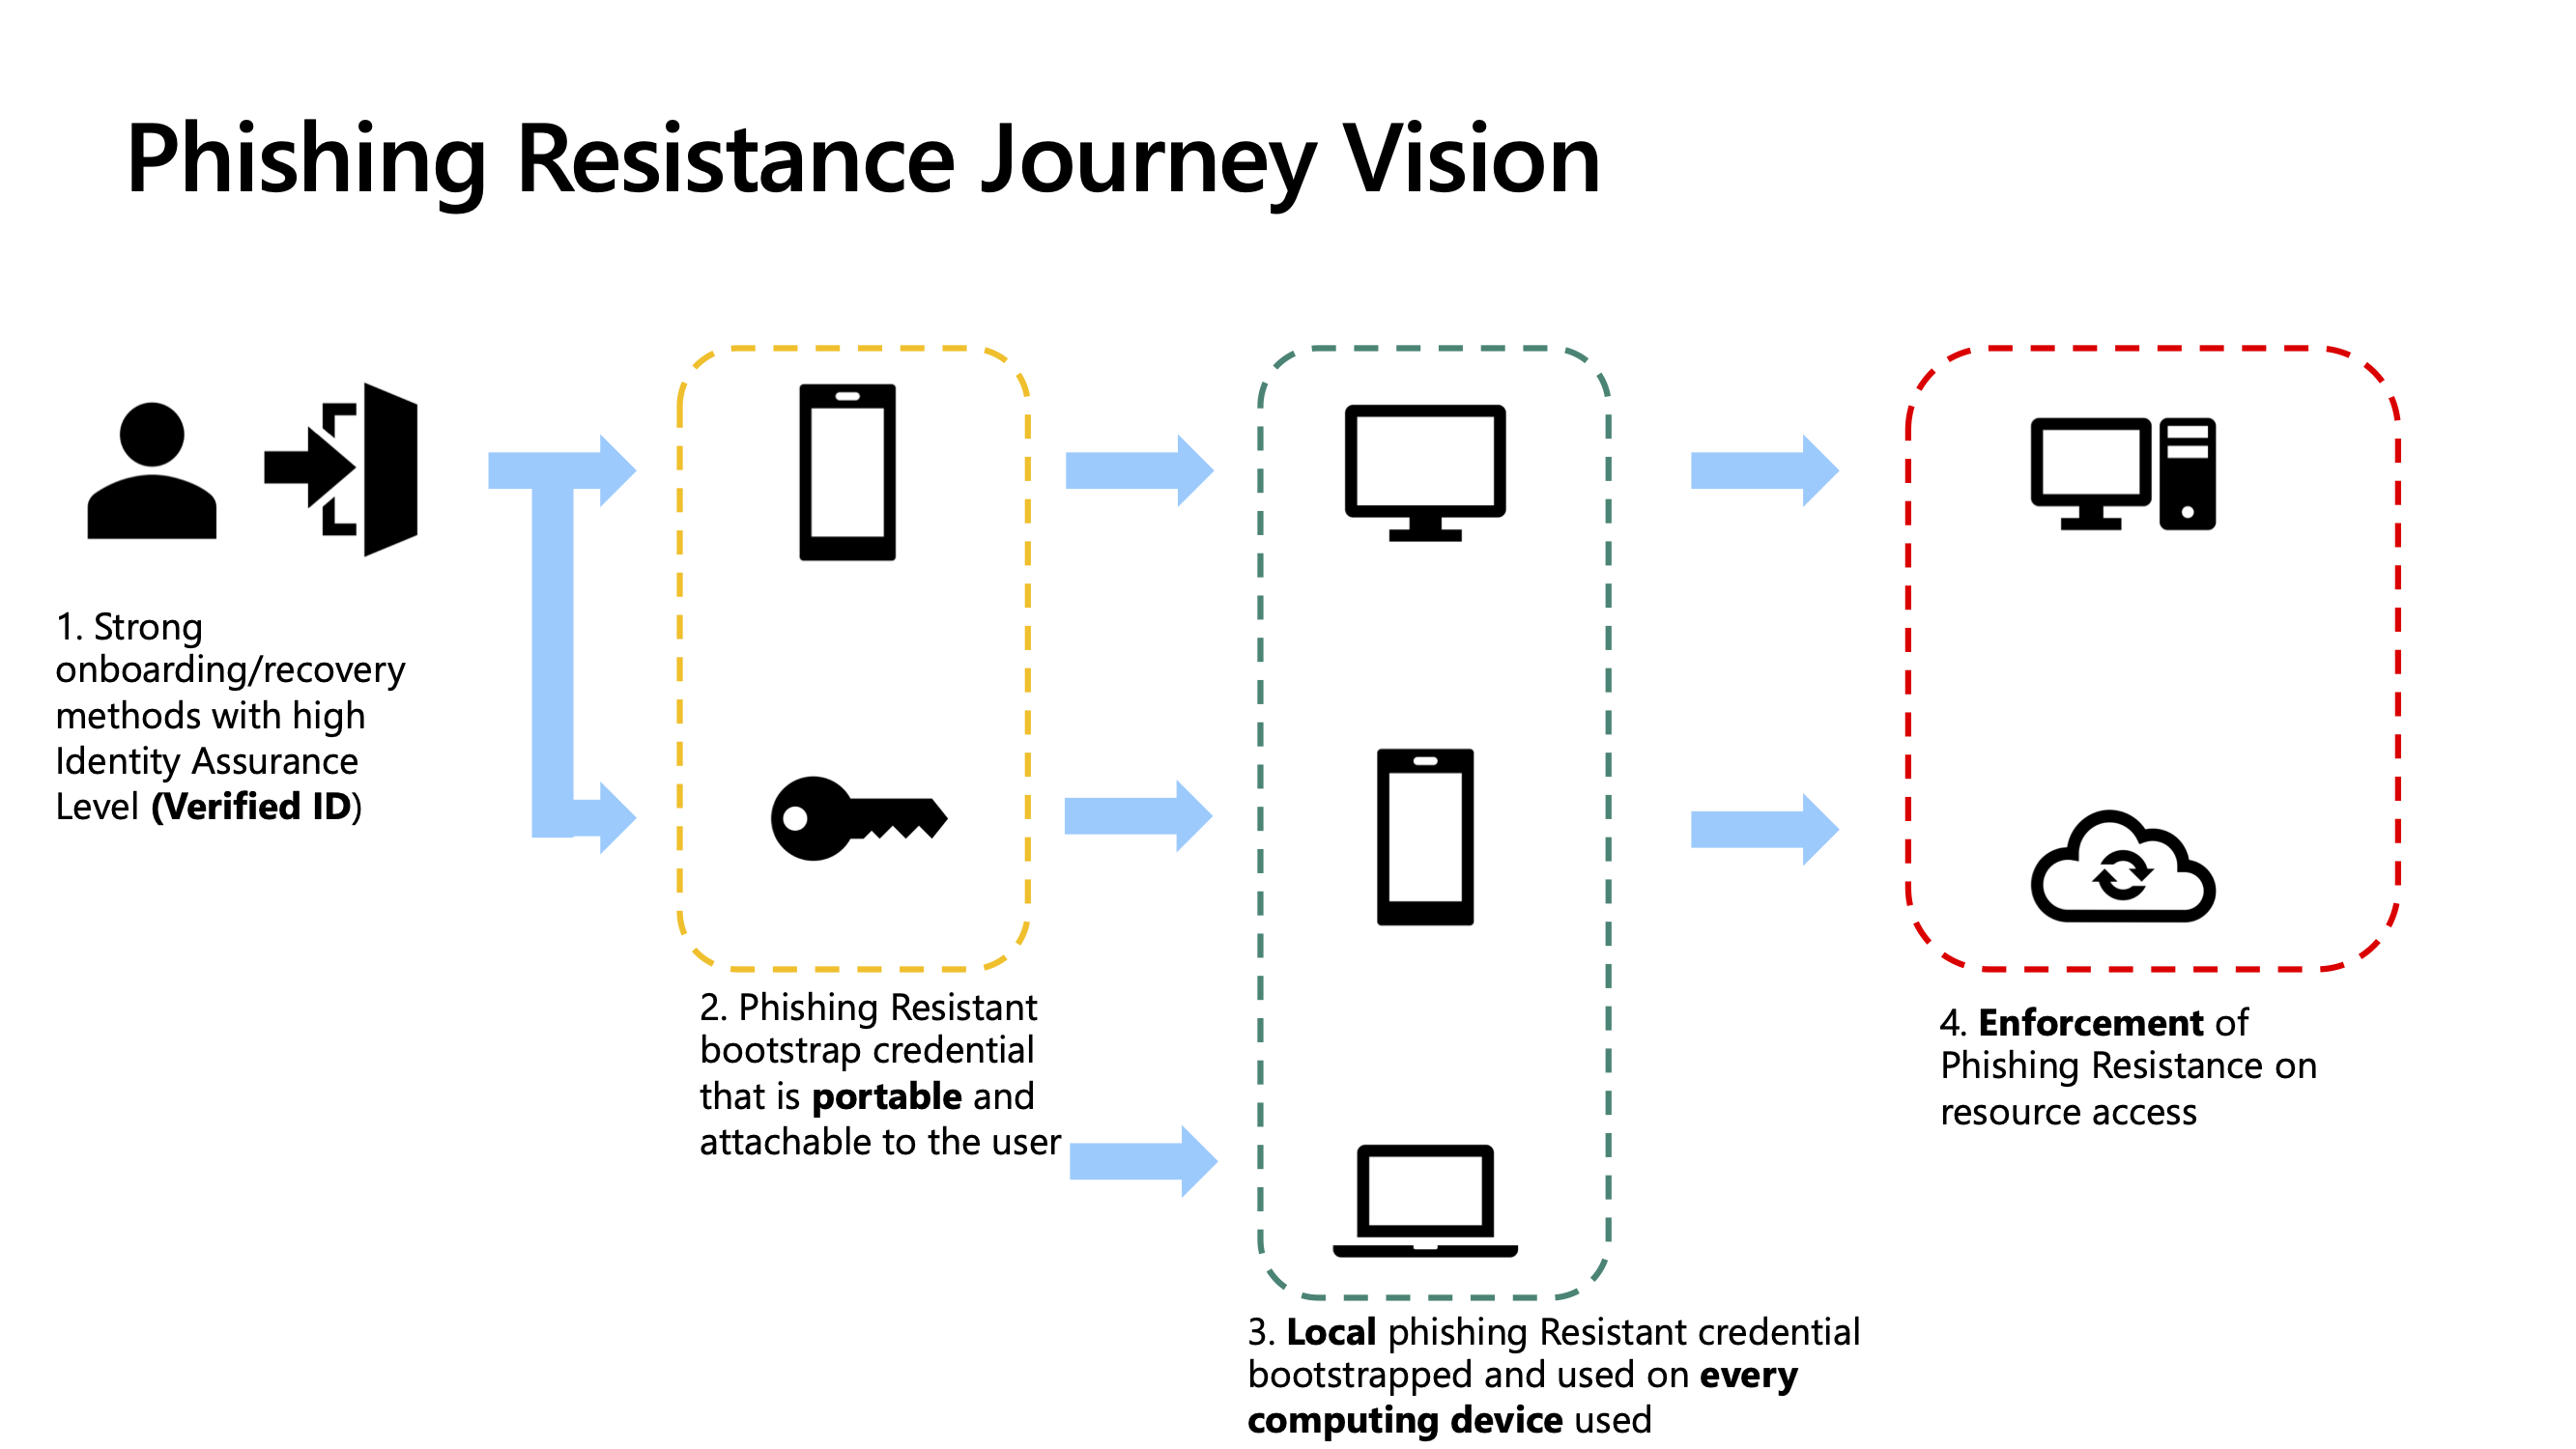 Phishing Resistance Journey Vision
1. Strong
onboarding/recovery
methods with high
Identity Assurance
Level (Verified ID)
2. Phishing Resistant
bootstrap credential
that is portable and
attachable to the user
3. Local phishing Resistant credential
bootstrapped and used on every
computing device used
4. Enforcement of
Phishing Resistance on
resource access